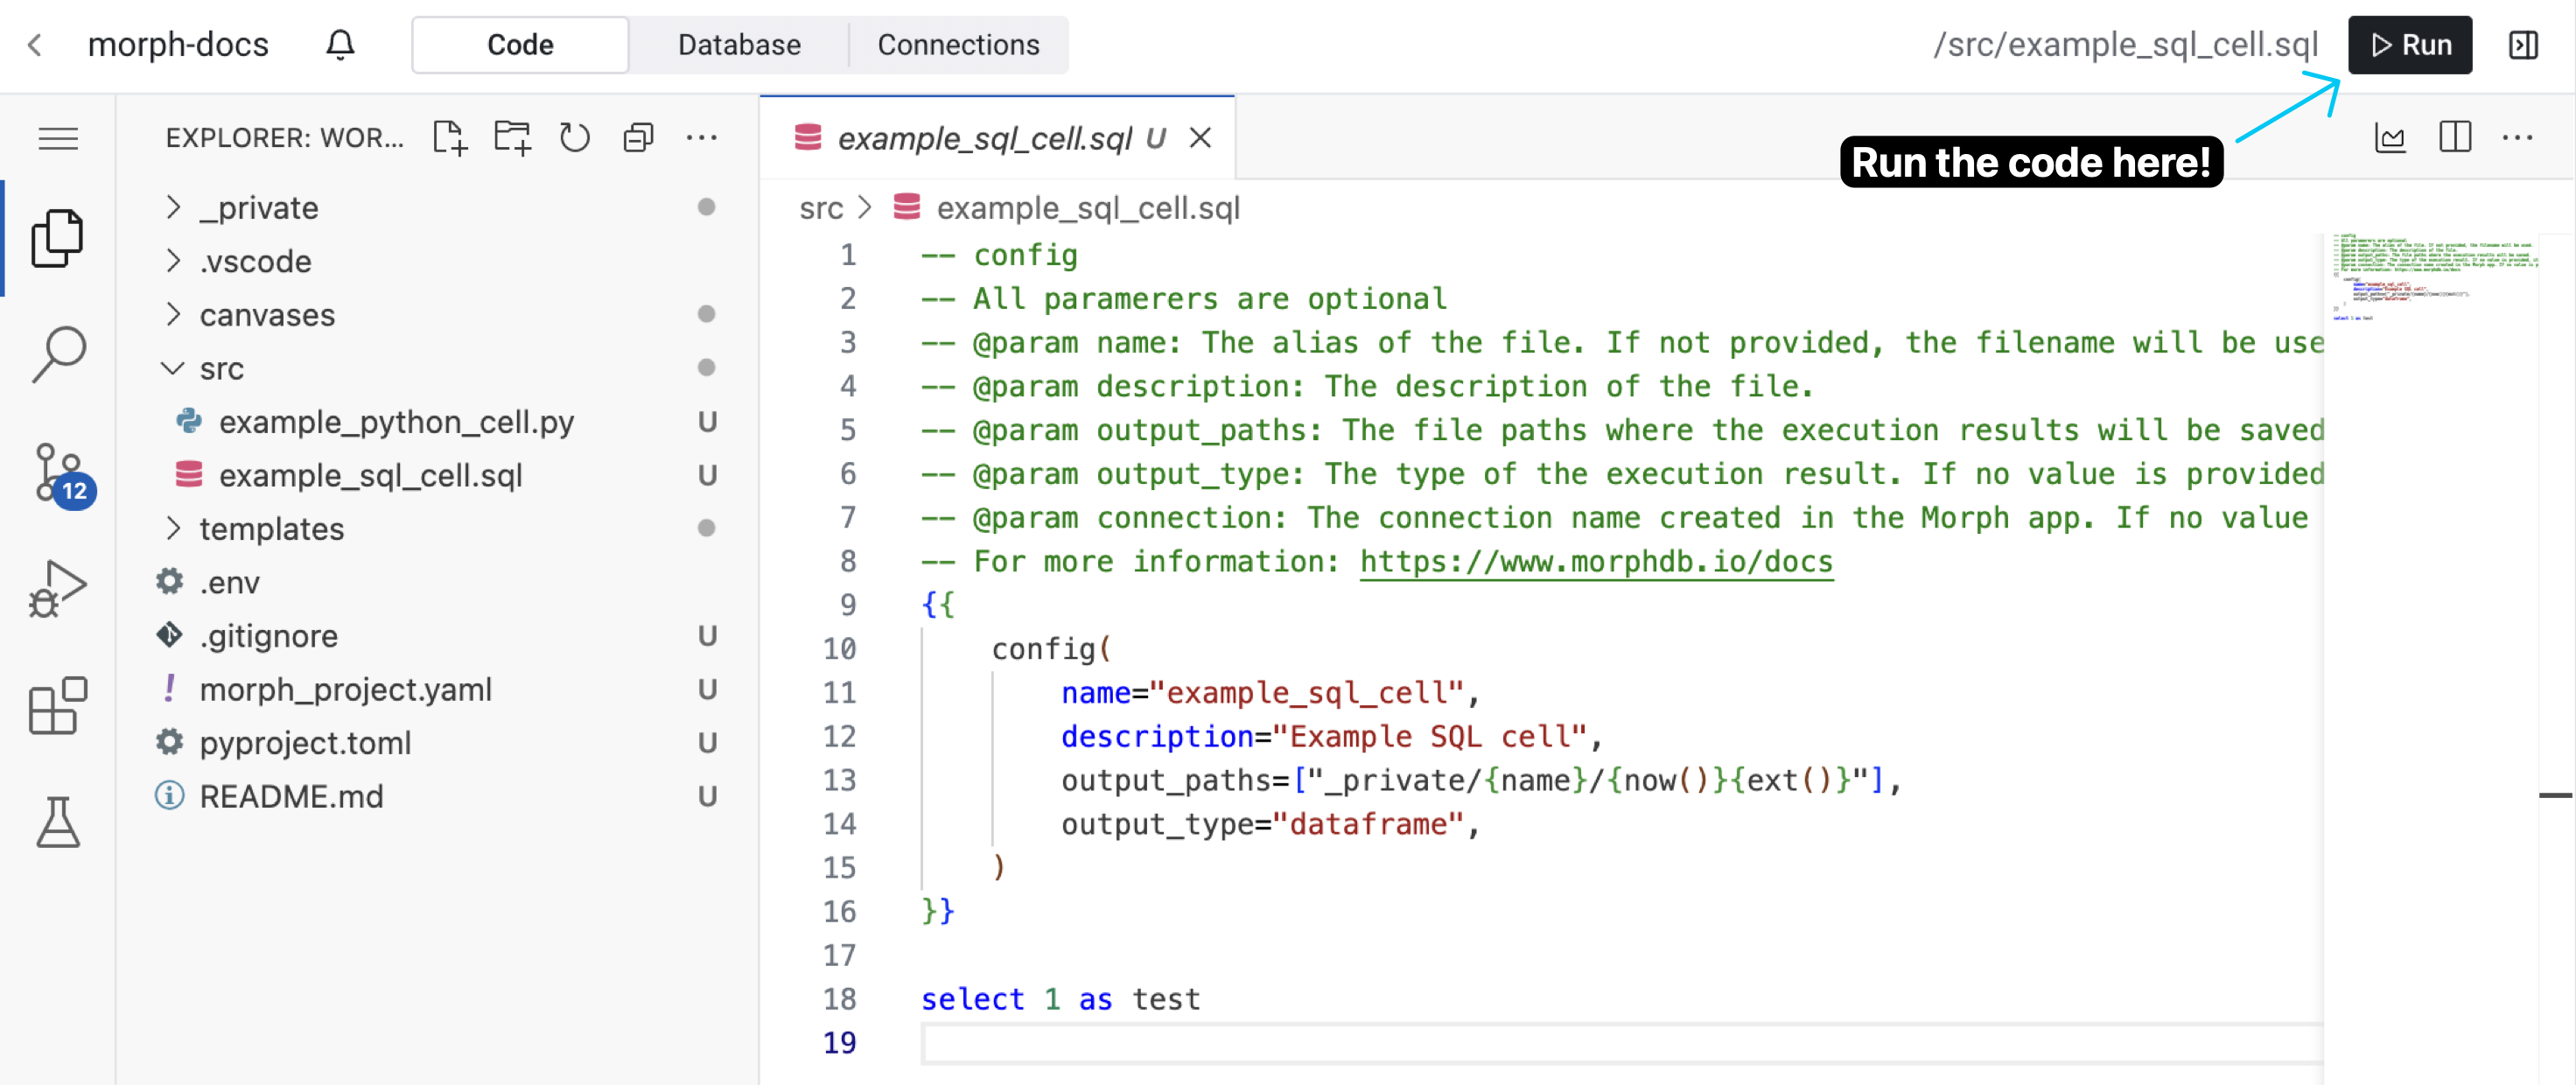 morph-docs
Code
Database
Connections
/src/example_sql_cell.sql
Run
Run the code here!
EXPLORER: WOR...
_private
.vscode
canvases
src
example_python_cell.py U
example_sql_cell.sql U
templates
.env
.gitignore U
morph_project.yaml U
pyproject.toml U
README.md U
12
example_sql_cell.sql U
src > example_sql_cell.sql
1 -- config
2 -- All paramerers are optional
3 -- @param name: The alias of the file. If not provided, the filename will be use
4 -- @param description: The description of the file.
5 -- @param output_paths: The file paths where the execution results will be saved
6 -- @param output_type: The type of the execution result. If no value is provided
7 -- @param connection: The connection name created in the Morph app. If no value
8 -- For more information: https://www.morphdb.io/docs
9 {{
10 config(
11 name="example_sql_cell",
12 description="Example SQL cell",
13 output_paths=["_private/{name}/{now()}{ext()}"],
14 output_type="dataframe",
15 )
16 }}
17
18 select 1 as test
19